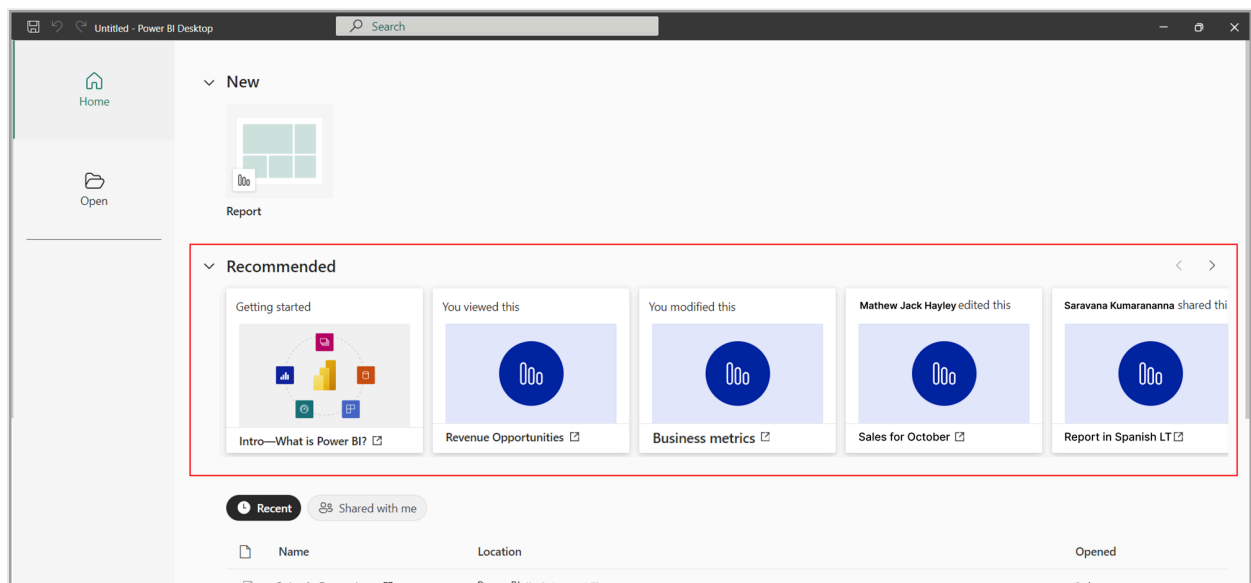 Untitled - Power BI Desktop
Search
Home
Open
New
Report
Recommended
Getting started
Intro—What is Power BI?
You viewed this
Revenue Opportunities
You modified this
Business metrics
Mathew Jack Hayley edited this
Sales for October
Saravana Kumarananna shared thi
Report in Spanish LT
Recent
Shared with me
Name Location Opened